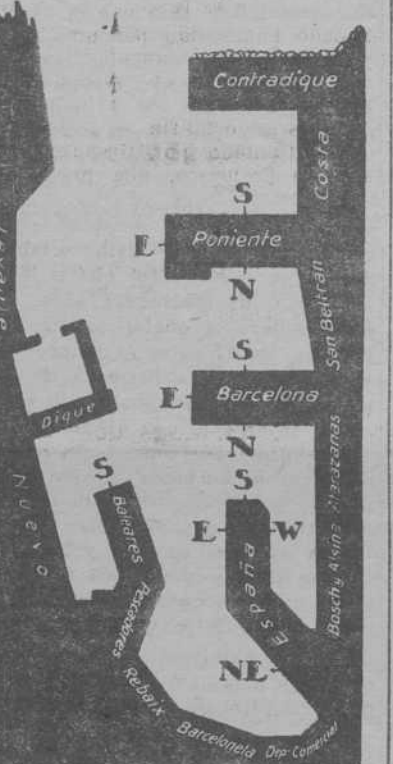 Contradique
Costa
S
E
Poniente
N
San Beltrán
S
E
Barcelona
N
Dique
Nuevo
S
Baleares
S
E
W
España
Atarazanas
Bosch y Alsina
Pescadores
NE
Rebaix
Barceloneta
Dep. Comercial